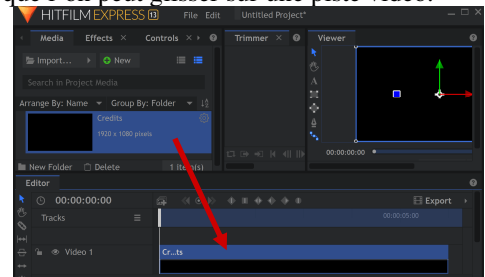 que l'on peut glisser sur une piste vidéo.
HITFILM EXPRESS 13 File Edit Untitled Project*
Media Effects Controls Trimmer Viewer
Import... New
Search in Project Media
Arrange By: Name Group By: Folder
Credits
1920 x 1080 pixels
00:00:00:00
New Folder Delete 1 Item(s)
Editor
00:00:00:00 Export
Tracks 00:00:05:00
Video 1 Cr...ts